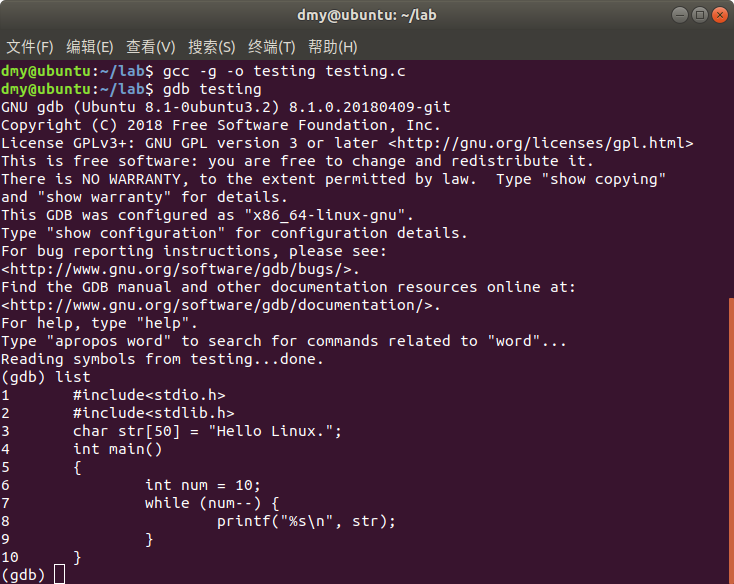 dmy@ubuntu: ~/lab
文件(F) 编辑(E) 查看(V) 搜索(S) 终端(T) 帮助(H)
dmy@ubuntu:~/lab$ gcc -g -o testing testing.c
dmy@ubuntu:~/lab$ gdb testing
GNU gdb (Ubuntu 8.1-0ubuntu3.2) 8.1.0.20180409-git
Copyright (C) 2018 Free Software Foundation, Inc.
License GPLv3+: GNU GPL version 3 or later <http://gnu.org/licenses/gpl.html>
This is free software: you are free to change and redistribute it.
There is NO WARRANTY, to the extent permitted by law.  Type "show copying"
and "show warranty" for details.
This GDB was configured as "x86_64-linux-gnu".
Type "show configuration" for configuration details.
For bug reporting instructions, please see:
<http://www.gnu.org/software/gdb/bugs/>.
Find the GDB manual and other documentation resources online at:
<http://www.gnu.org/software/gdb/documentation/>.
For help, type "help".
Type "apropos word" to search for commands related to "word"...
Reading symbols from testing...done.
(gdb) list
1       #include<stdio.h>
2       #include<stdlib.h>
3       char str[50] = "Hello Linux.";
4       int main()
5       {
6               int num = 10;
7               while (num--) {
8                       printf("%s\n", str);
9               }
10      }
(gdb)